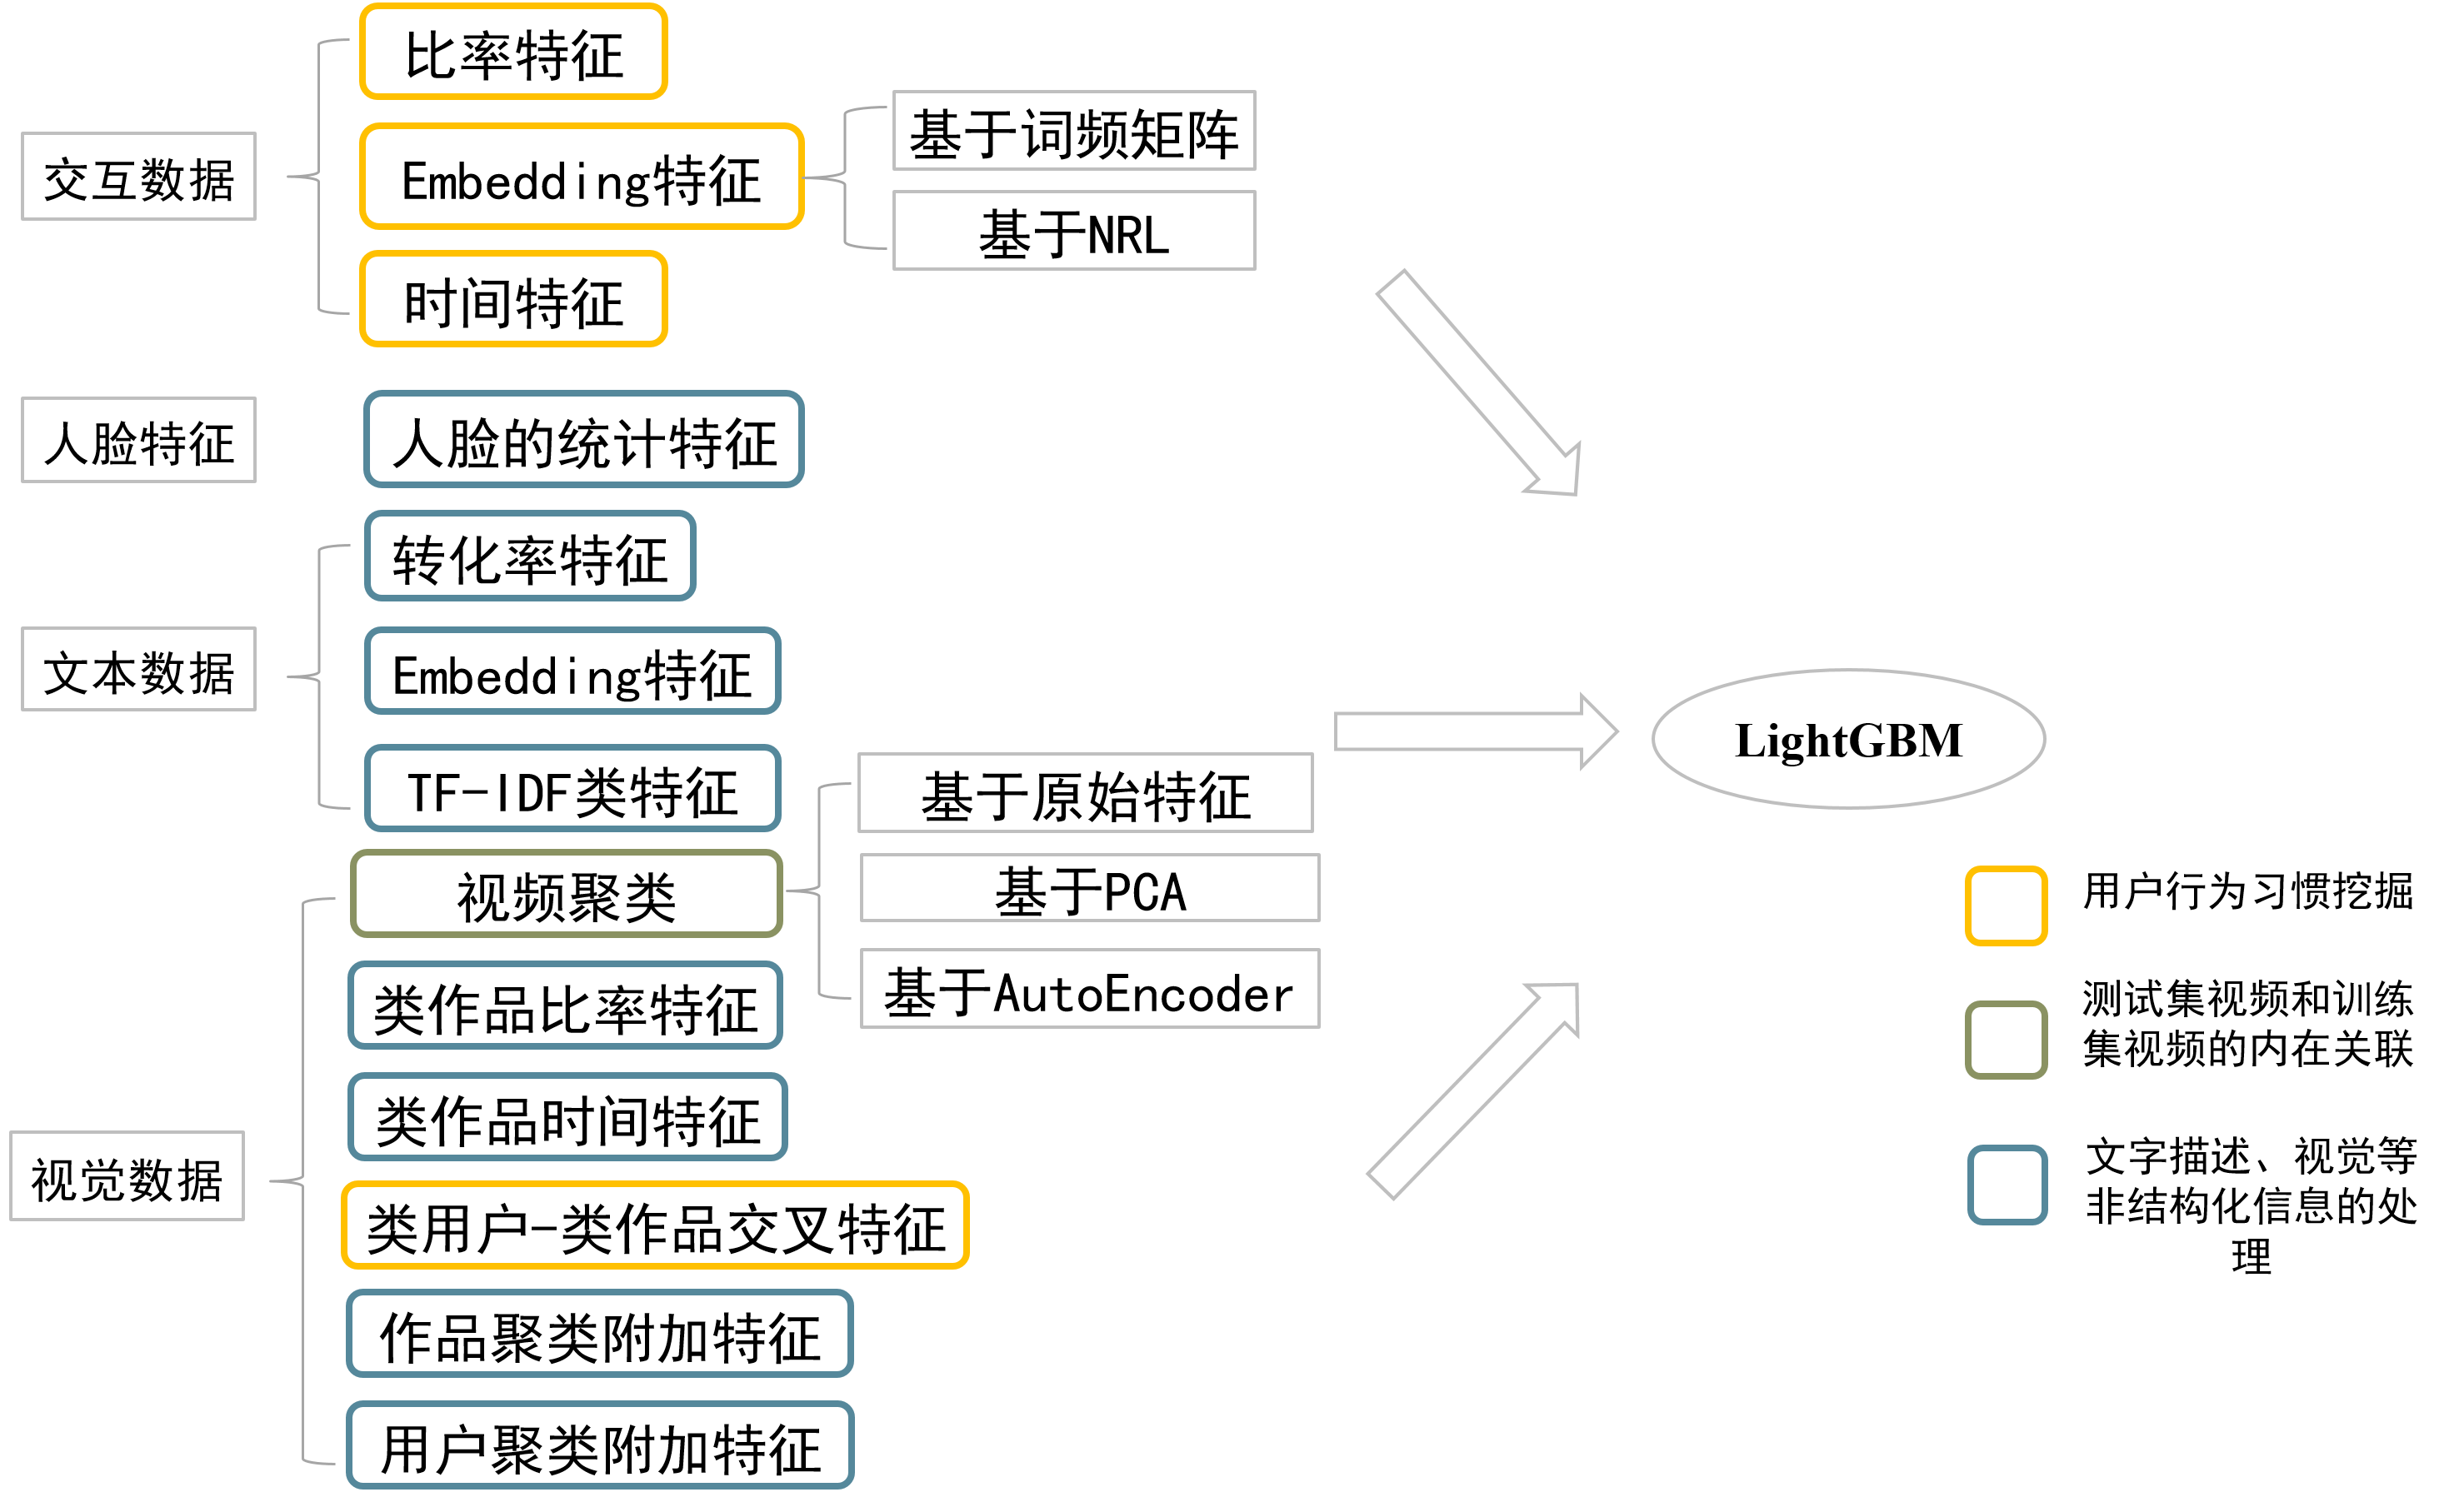 交互数据
比率特征
Embedding特征
时间特征
基于词频矩阵
基于NRL
人脸特征
人脸的统计特征
文本数据
转化率特征
Embedding特征
TF-IDF类特征
视觉数据
视频聚类
基于原始特征
基于PCA
基于AutoEncoder
类作品比率特征
类作品时间特征
类用户-类作品交叉特征
作品聚类附加特征
用户聚类附加特征
LightGBM
用户行为习惯挖掘
测试集视频和训练
集视频的内在关联
文字描述、视觉等
非结构化信息的处
理